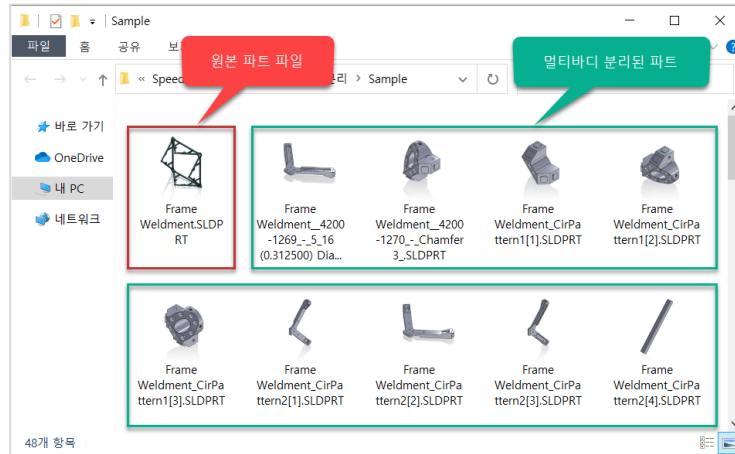 Sample
파일 홈 공유 보
원본 파트 파일
멀티바디 분리된 파트
« Speed 리 > Sample
바로 가기
OneDrive
내 PC
네트워크
Frame
Weldment.SLDP
RT
Frame
Weldment__4200
-1269_-_5_16
(0.312500) Dia...
Frame
Weldment__4200
-1270_-_Chamfer
3_.SLDPRT
Frame
Weldment_CirPa
ttern1[1].SLDPRT
Frame
Weldment_CirPa
ttern1[2].SLDPRT
Frame
Weldment_CirPa
ttern1[3].SLDPRT
Frame
Weldment_CirPa
ttern2[1].SLDPRT
Frame
Weldment_CirPa
ttern2[2].SLDPRT
Frame
Weldment_CirPa
ttern2[3].SLDPRT
Frame
Weldment_CirPa
ttern2[4].SLDPRT
48개 항목